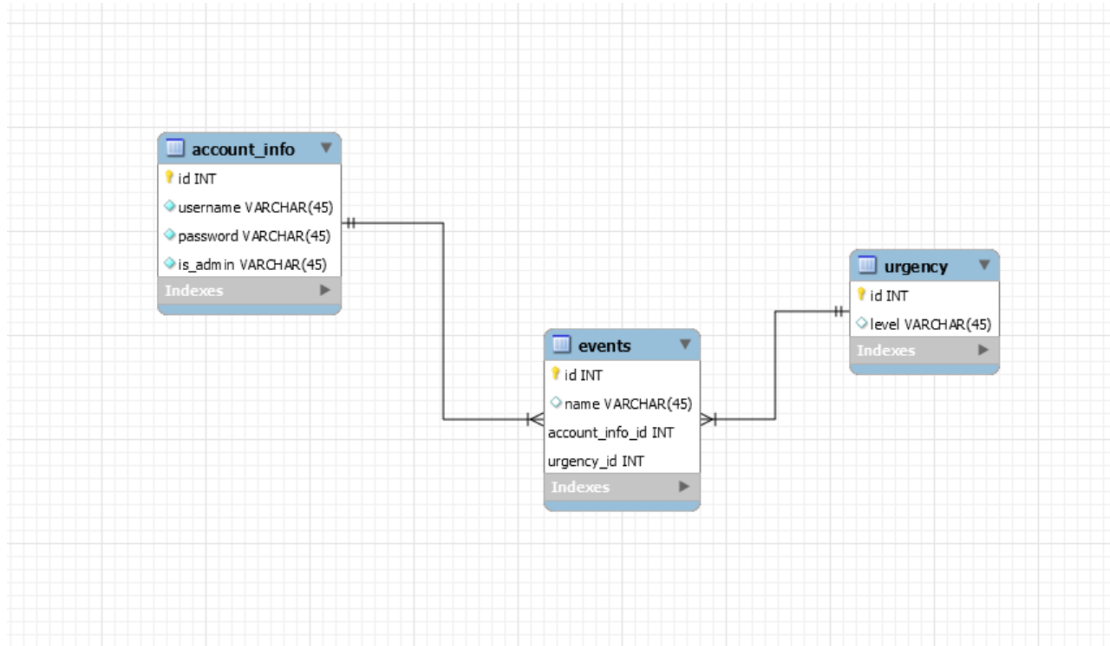 account_info
id INT
username VARCHAR(45)
password VARCHAR(45)
is_admin VARCHAR(45)
Indexes
events
id INT
name VARCHAR(45)
account_info_id INT
urgency_id INT
Indexes
urgency
id INT
level VARCHAR(45)
Indexes